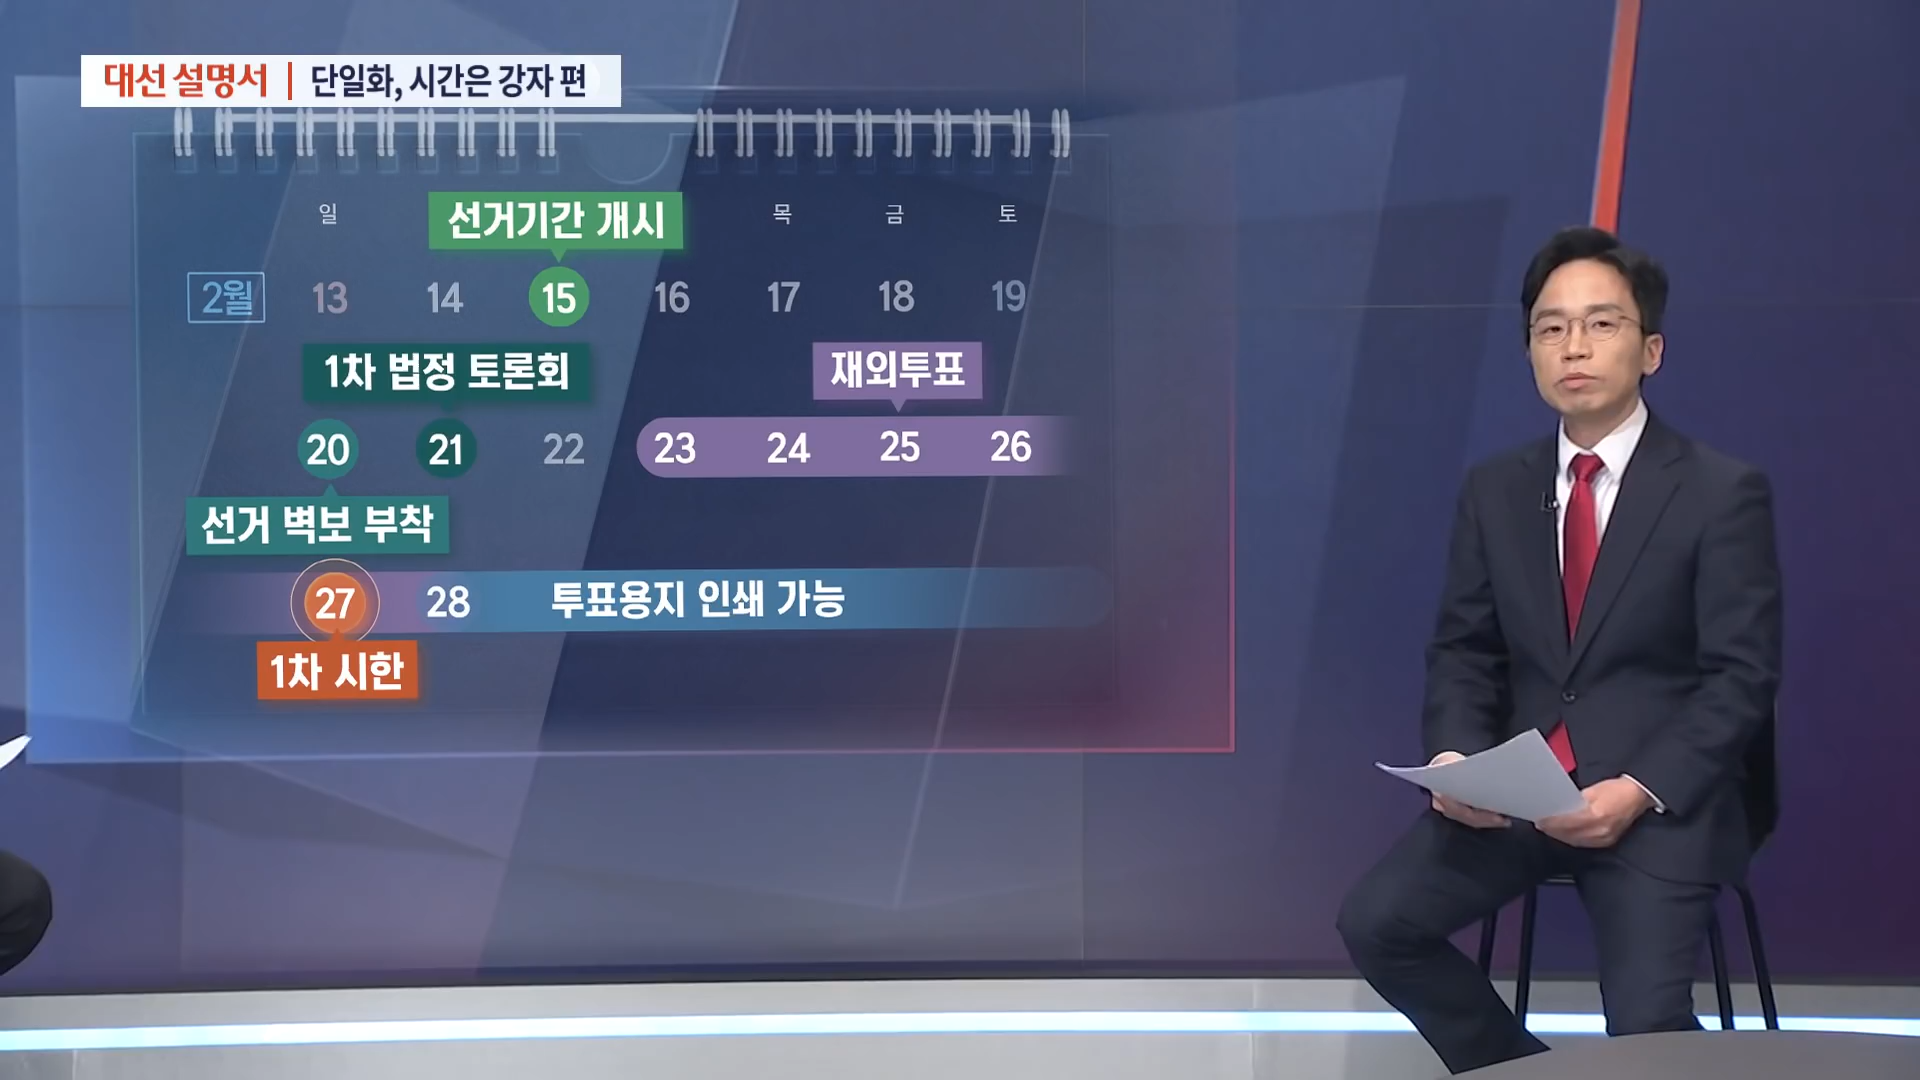 대선 설명서 | 단일화, 시간은 강자 편
일 선거기간 개시 목 금 토
2월 13 14 15 16 17 18 19
1차 법정 토론회 재외투표
20 21 22 23 24 25 26
선거 벽보 부착
27 28 투표용지 인쇄 가능
1차 시한